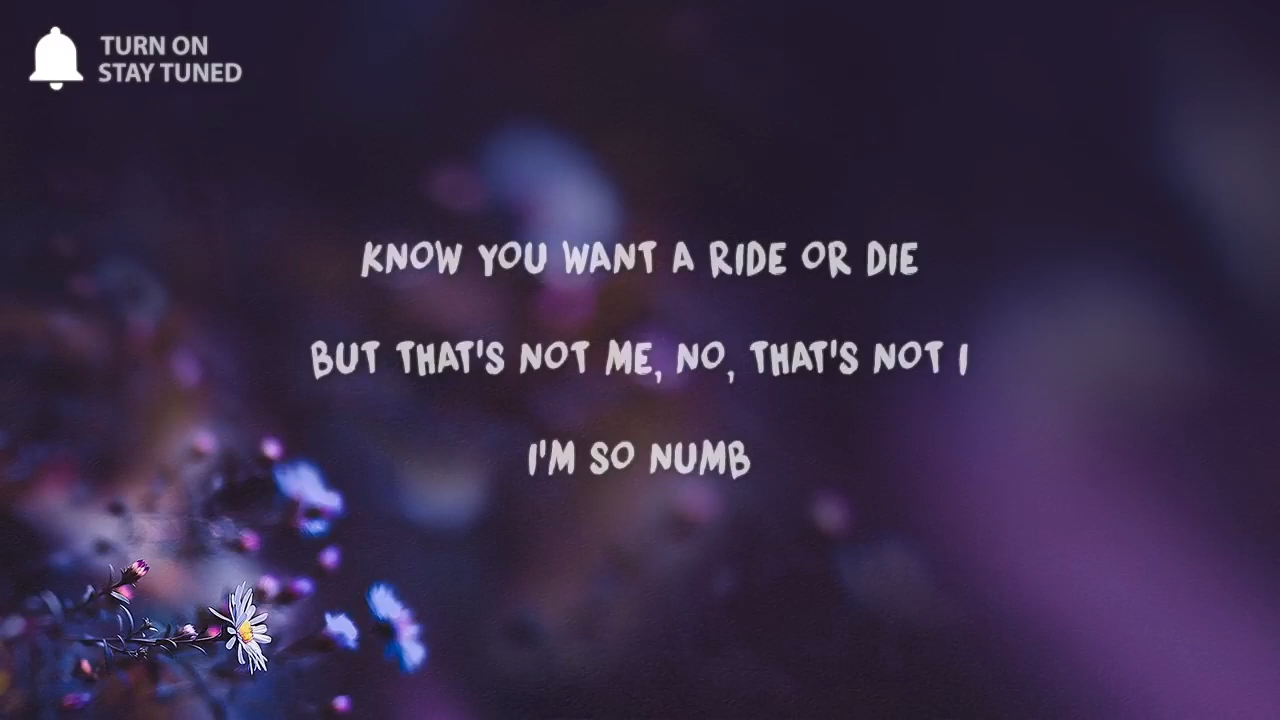 TURN ON
STAY TUNED
KNOW YOU WANT A RIDE OR DIE
BUT THAT'S NOT ME, NO, THAT'S NOT I
I'M SO NUMB